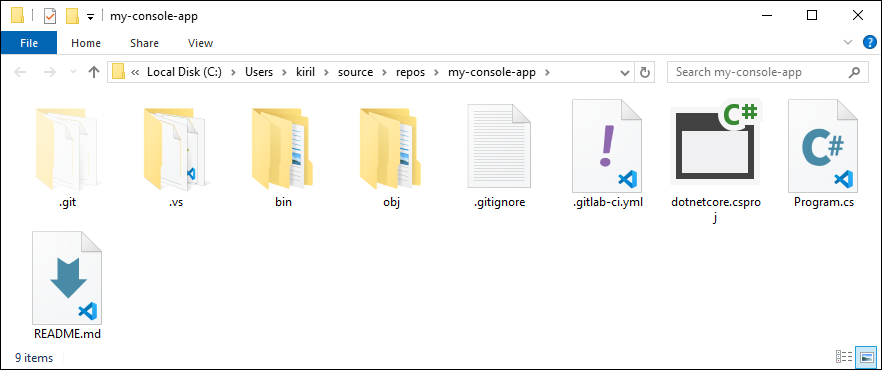 my-console-app
File Home Share View
Local Disk (C:) Users kiril source repos my-console-app Search my-console-app
.git .vs bin obj .gitignore .gitlab-ci.yml dotnetcore.csproj Program.cs
C#
C#
README.md
9 items